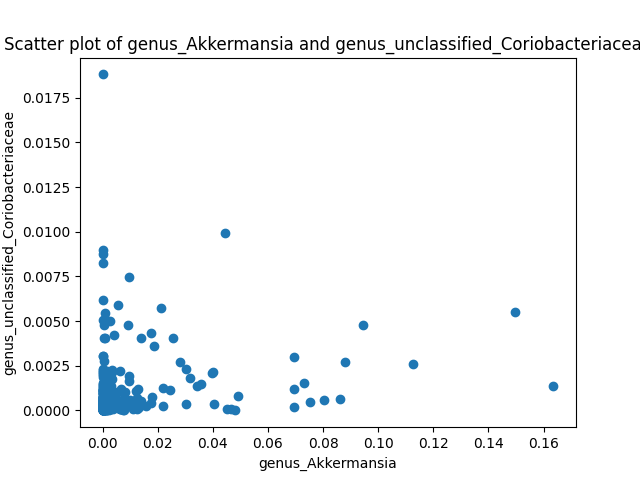 Scatter plot of genus_Akkermansia and genus_unclassified_Coriobacteriacea
0.0175
0.0150
0.0125
0.0100
0.0075
0.0050
0.0025
0.0000
genus_unclassified_Coriobacteriaceae
0.00 0.02 0.04 0.06 0.08 0.10 0.12 0.14 0.16
genus_Akkermansia